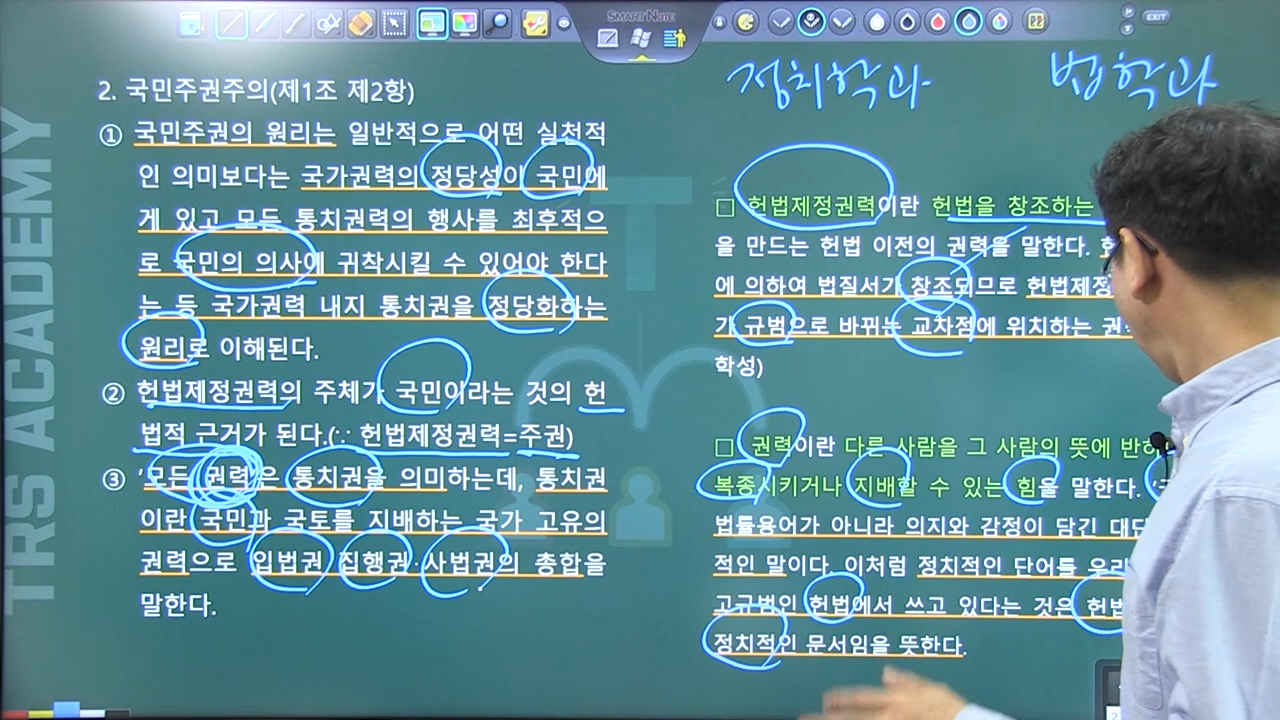 SMART NOTE
EXIT
TRS ACADEMY
정치학과 법학과
2. 국민주권주의(제1조 제2항)
① 국민주권의 원리는 일반적으로 어떤 실천적
인 의미보다는 국가권력의 정당성이 국민에
게 있고 모든 통치권력의 행사를 최후적으
로 국민의 의사에 귀착시킬 수 있어야 한다
는 등 국가권력 내지 통치권을 정당화하는
원리로 이해된다.
② 헌법제정권력의 주체가 국민이라는 것의 헌
법적 근거가 된다.(∵ 헌법제정권력=주권)
③ '모든 권력'은 통치권을 의미하는데, 통치권
이란 국민과 국토를 지배하는 국가 고유의
권력으로 입법권·집행권·사법권의 총합을
말한다.
□ 헌법제정권력이란 헌법을 창조하는
을 만드는 헌법 이전의 권력을 말한다.
에 의하여 법질서가 창조되므로 헌법제정
가 규범으로 바뀌는 교차점에 위치하는
학성)
□ 권력이란 다른 사람을 그 사람의 뜻에 반하
복종시키거나 지배할 수 있는 힘을 말한다.
법률용어가 아니라 의지와 감정이 담긴
적인 말이다. 이처럼 정치적인 단어를
고규범인 헌법에서 쓰고 있다는 것은 헌법
정치적인 문서임을 뜻한다.